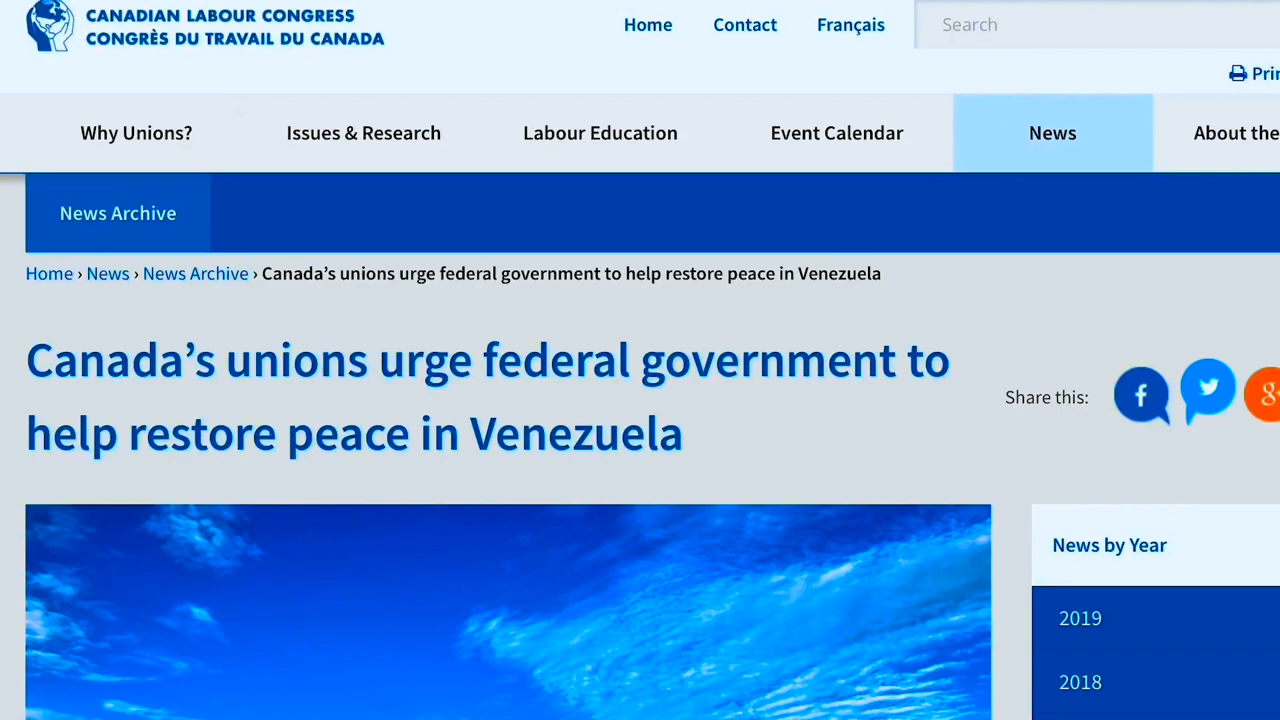 CANADIAN LABOUR CONGRESS
CONGRÈS DU TRAVAIL DU CANADA
Home Contact Français Search
Why Unions? Issues & Research Labour Education Event Calendar News About the
News Archive
Home › News › News Archive › Canada’s unions urge federal government to help restore peace in Venezuela
Canada’s unions urge federal government to
help restore peace in Venezuela
Share this:
News by Year
2019
2018